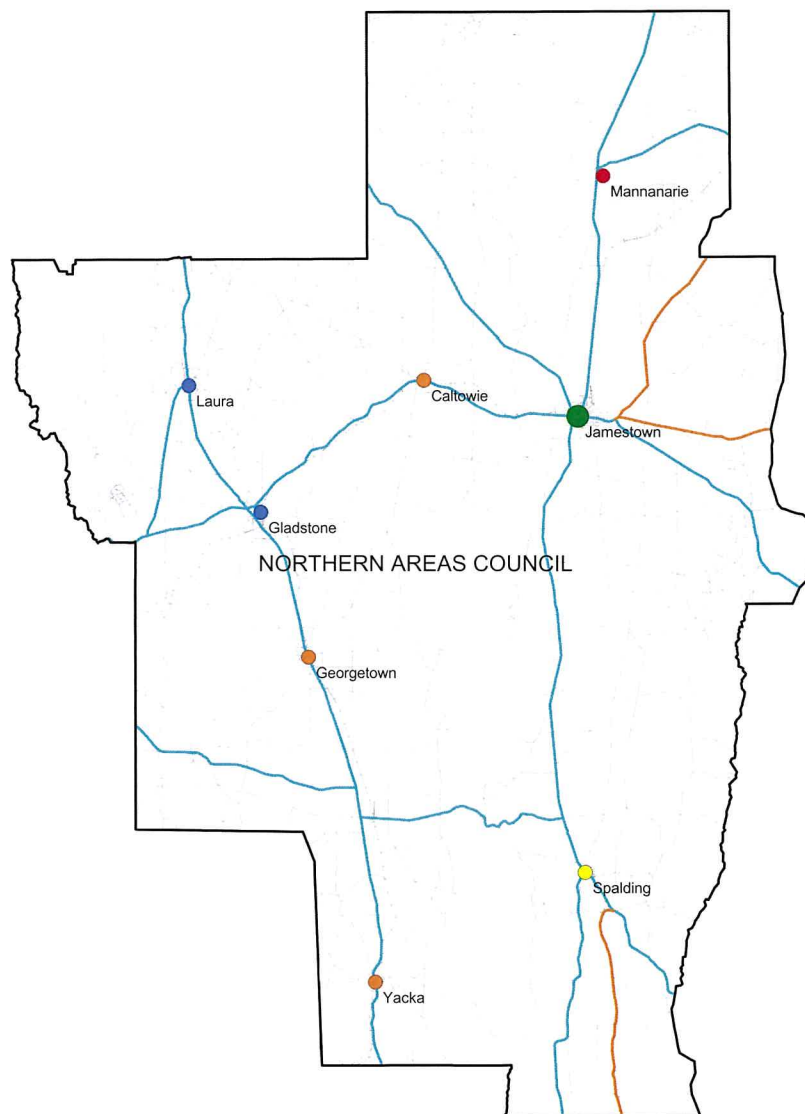 Mannanarie
Caltowie
Laura
Jamestown
Gladstone
NORTHERN AREAS COUNCIL
Georgetown
Spalding
Yacka